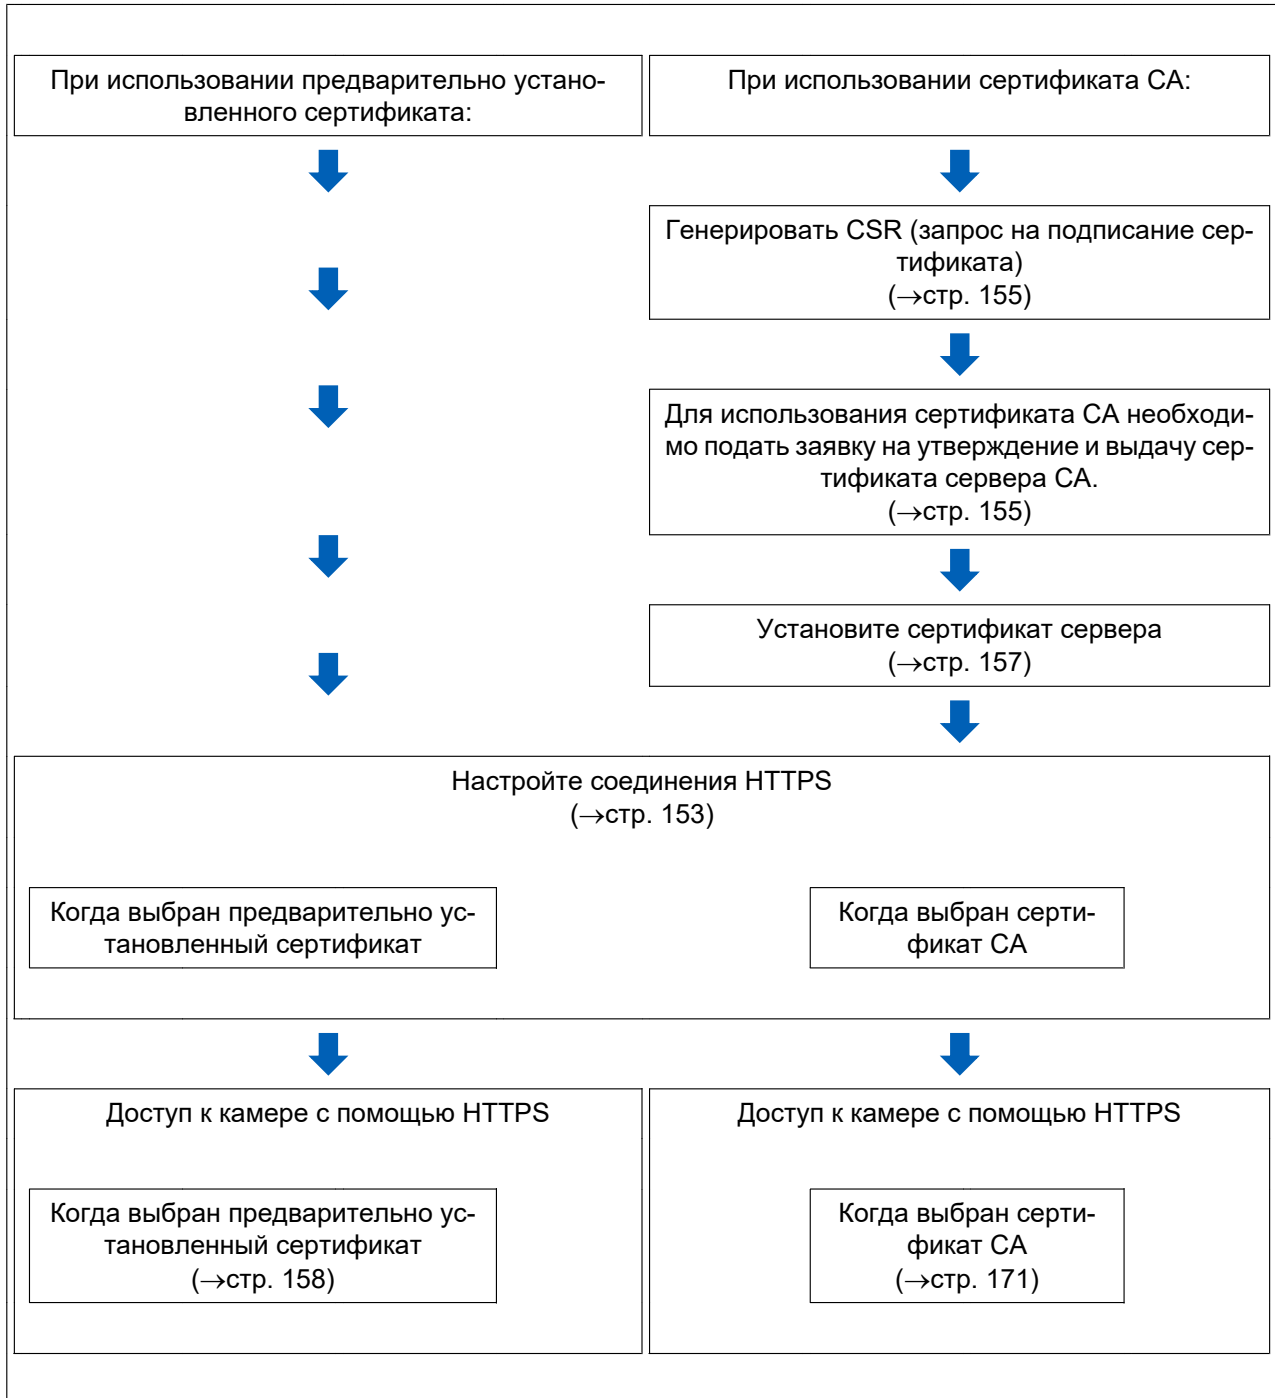 При использовании предварительно уста-
новленного сертификата:
При использовании сертификата CA:
Генерировать CSR (запрос на подписание сер-
тификата)
(→стр. 155)
Для использования сертификата CA необходи-
мо подать заявку на утверждение и выдачу сер-
тификата сервера CA.
(→стр. 155)
Установите сертификат сервера
(→стр. 157)
Настройте соединения HTTPS
(→стр. 153)
Когда выбран предварительно ус-
тановленный сертификат
Когда выбран серти-
фикат CA
Доступ к камере с помощью HTTPS
Когда выбран предварительно ус-
тановленный сертификат
(→стр. 158)
Доступ к камере с помощью HTTPS
Когда выбран серти-
фикат CA
(→стр. 171)